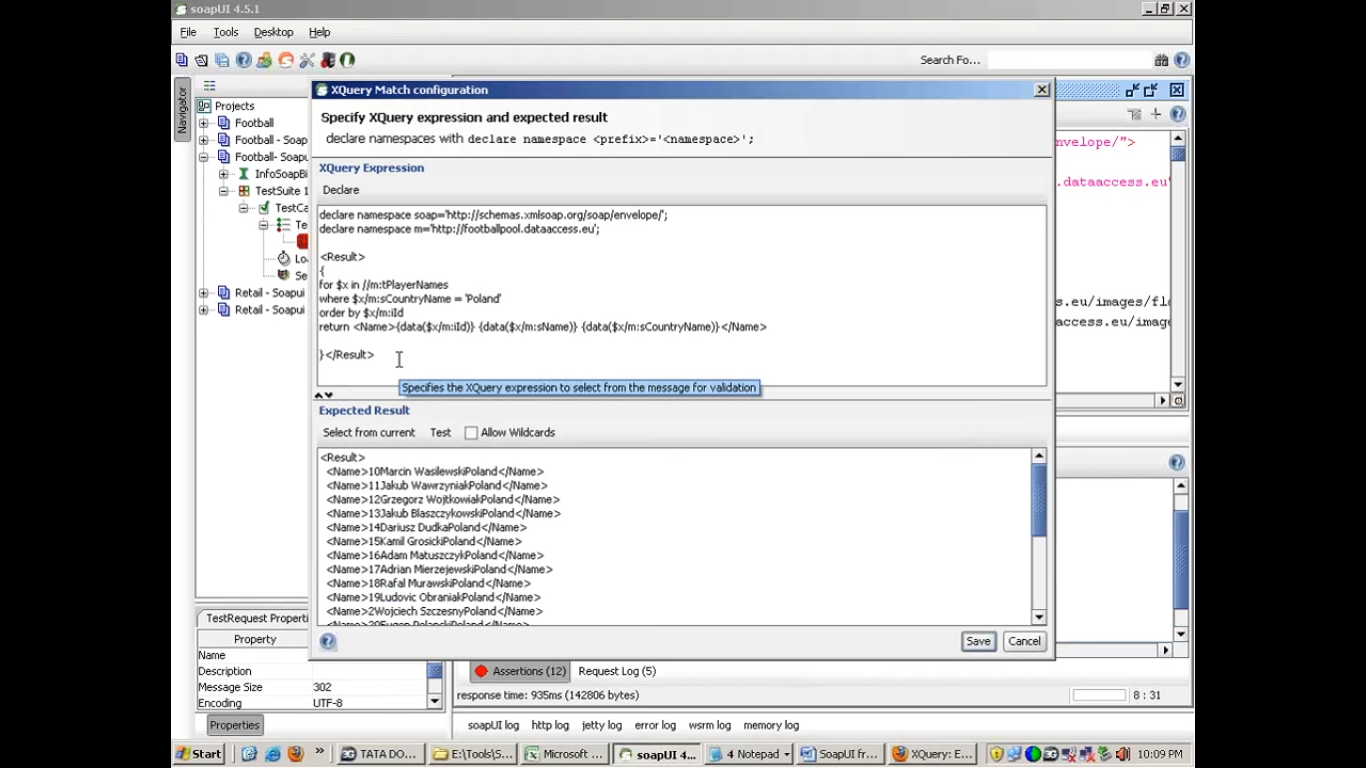 soapUI 4.5.1
File Tools Desktop Help
Search Fo...
Navigator
Projects
Football
Football - Soap
Football- Soapu
InfoSoapBi
TestSuite 1
TestCa
Te
Lo
Se
Retail - Soapui
Retail - Soapui
XQuery Match configuration
Specify XQuery expression and expected result
declare namespaces with declare namespace <prefix>='<namespace>';
XQuery Expression
Declare
declare namespace soap='http://schemas.xmlsoap.org/soap/envelope/';
declare namespace m='http://footballpool.dataaccess.eu';
<Result>
{
for $x in //m:tPlayerNames
where $x/m:sCountryName = 'Poland'
order by $x/m:iId
return <Name>{data($x/m:iId)} {data($x/m:sName)} {data($x/m:sCountryName)}</Name>
}</Result>
Specifies the XQuery expression to select from the message for validation
Expected Result
Select from current Test Allow Wildcards
<Result>
<Name>10Marcin WasilewskiPoland</Name>
<Name>11Jakub WawrzyniakPoland</Name>
<Name>12Grzegorz WojtkowiakPoland</Name>
<Name>13Jakub BlaszczykowskiPoland</Name>
<Name>14Dariusz DudkaPoland</Name>
<Name>15Kamil GrosickiPoland</Name>
<Name>16Adam MatuszczykPoland</Name>
<Name>17Adrian MierzejewskiPoland</Name>
<Name>18Rafal MurawskiPoland</Name>
<Name>19Ludovic ObraniakPoland</Name>
<Name>2Wojciech SzczesnyPoland</Name>
<Name>20Eugen PolanskiPoland</Name>
Save Cancel
nvelope/">
.dataaccess.eu"
s.eu/images/fla
ccess.eu/image
TestRequest Properti
Property
Name
Description
Message Size 302
Encoding UTF-8
Properties
Assertions (12) Request Log (5)
response time: 935ms (142806 bytes)
8 : 31
soapUI log http log jetty log error log wsrm log memory log
Start » TATA DO... E:\Tools\S... Microsoft ... soapUI 4.... 4 Notepad SoapUI fr... XQuery: E... 10:09 PM